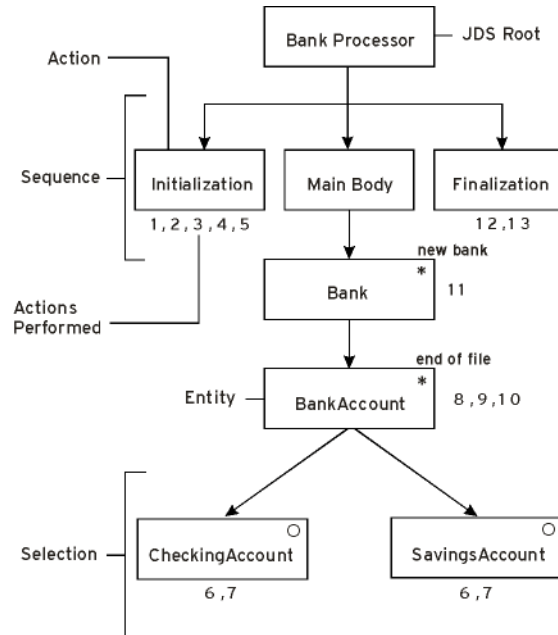 Bank Processor
JDS Root
Action
Sequence
Initialization
Main Body
Finalization
1,2,3,4,5
12,13
new bank
*
Bank
11
Actions
Performed
end of file
*
Entity
BankAccount
8,9,10
Selection
CheckingAccount
SavingsAccount
6,7
6,7